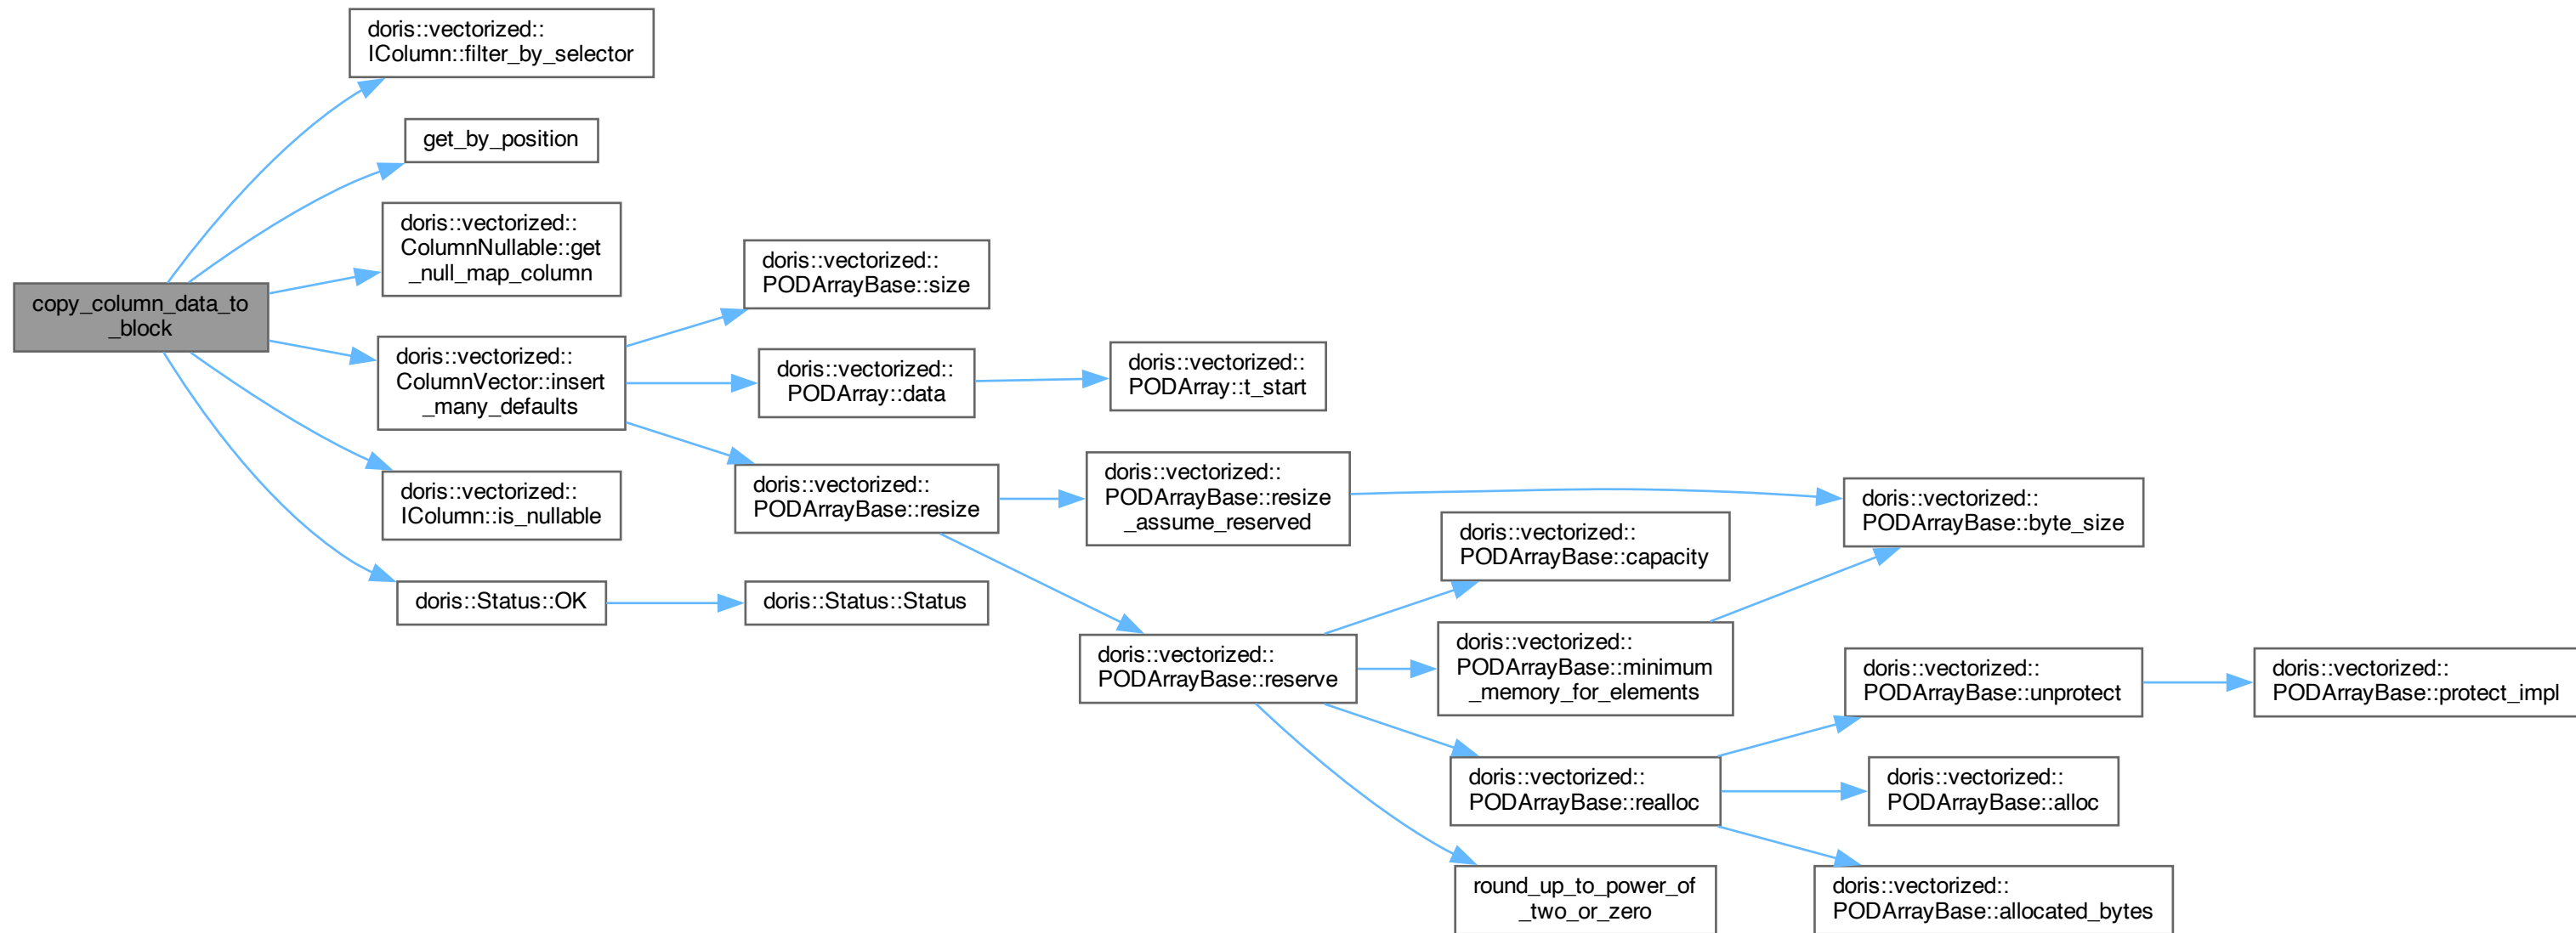 doris::vectorized::
IColumn::filter_by_selector
get_by_position
doris::vectorized::
ColumnNullable::get
_null_map_column
copy_column_data_to
_block
doris::vectorized::
ColumnVector::insert
_many_defaults
doris::vectorized::
IColumn::is_nullable
doris::Status::OK
doris::Status::Status
doris::vectorized::
PODArrayBase::size
doris::vectorized::
PODArray::data
doris::vectorized::
PODArray::t_start
doris::vectorized::
PODArrayBase::resize
doris::vectorized::
PODArrayBase::resize
_assume_reserved
doris::vectorized::
PODArrayBase::byte_size
doris::vectorized::
PODArrayBase::reserve
doris::vectorized::
PODArrayBase::capacity
doris::vectorized::
PODArrayBase::minimum
_memory_for_elements
doris::vectorized::
PODArrayBase::realloc
round_up_to_power_of
_two_or_zero
doris::vectorized::
PODArrayBase::unprotect
doris::vectorized::
PODArrayBase::protect_impl
doris::vectorized::
PODArrayBase::alloc
doris::vectorized::
PODArrayBase::allocated_bytes